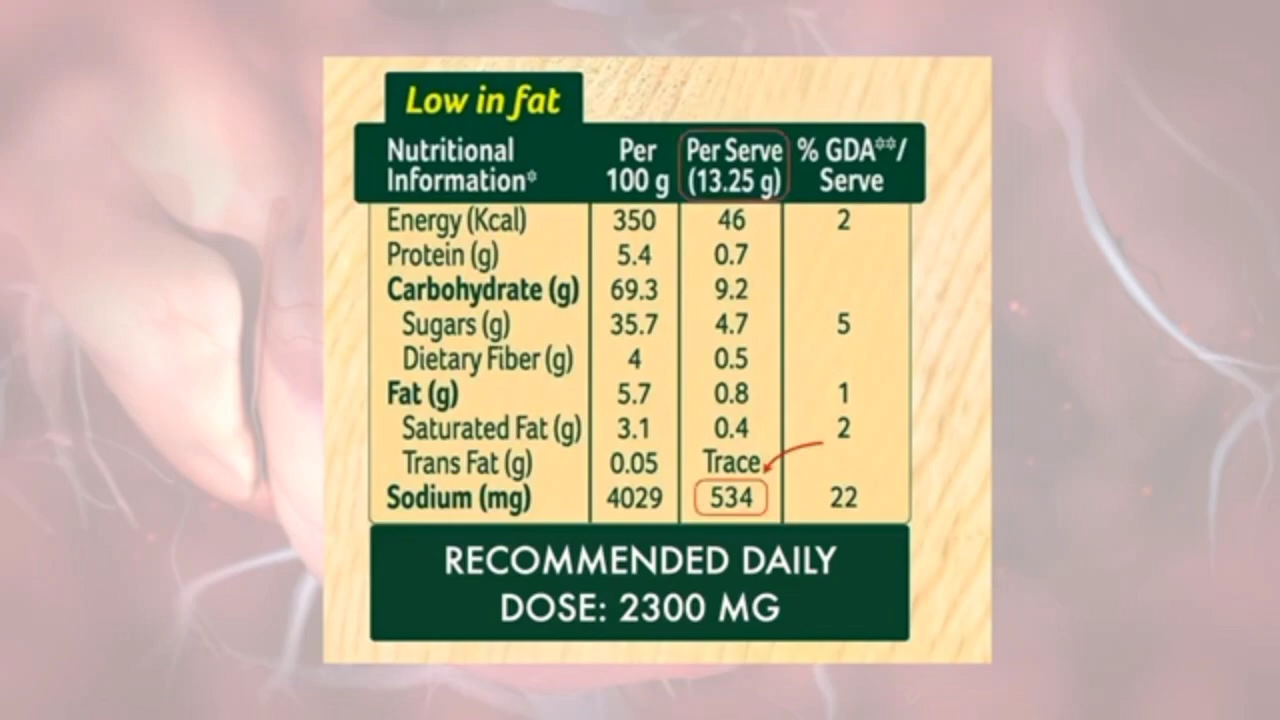 Low in fat
Nutritional Information* Per 100 g Per Serve (13.25 g) % GDA**/ Serve
Energy (Kcal) 350 46 2
Protein (g) 5.4 0.7
Carbohydrate (g) 69.3 9.2
Sugars (g) 35.7 4.7 5
Dietary Fiber (g) 4 0.5
Fat (g) 5.7 0.8 1
Saturated Fat (g) 3.1 0.4 2
Trans Fat (g) 0.05 Trace
Sodium (mg) 4029 534 22
RECOMMENDED DAILY
DOSE: 2300 MG